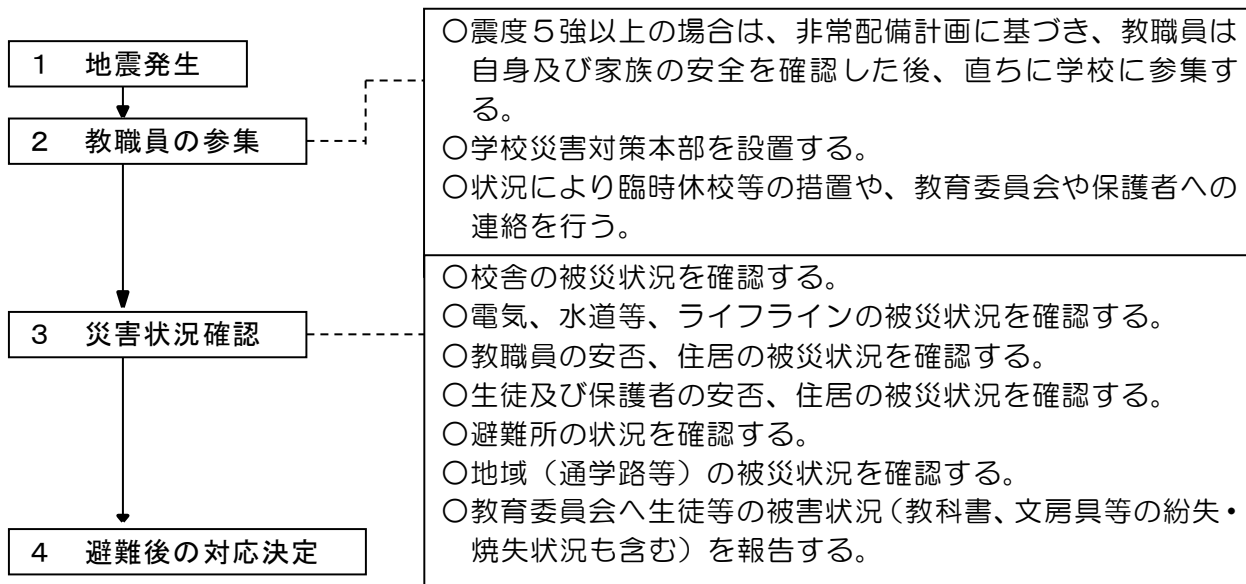 1 地震発生
2 教職員の参集
○震度５強以上の場合は、非常配備計画に基づき、教職員は
自身及び家族の安全を確認した後、直ちに学校に参集す
る。
○学校災害対策本部を設置する。
○状況により臨時休校等の措置や、教育委員会や保護者への
連絡を行う。
3 災害状況確認
○校舎の被災状況を確認する。
○電気、水道等、ライフラインの被災状況を確認する。
○教職員の安否、住居の被災状況を確認する。
○生徒及び保護者の安否、住居の被災状況を確認する。
○避難所の状況を確認する。
○地域（通学路等）の被災状況を確認する。
○教育委員会へ生徒等の被害状況（教科書、文房具等の紛失・
焼失状況も含む）を報告する。
4 避難後の対応決定